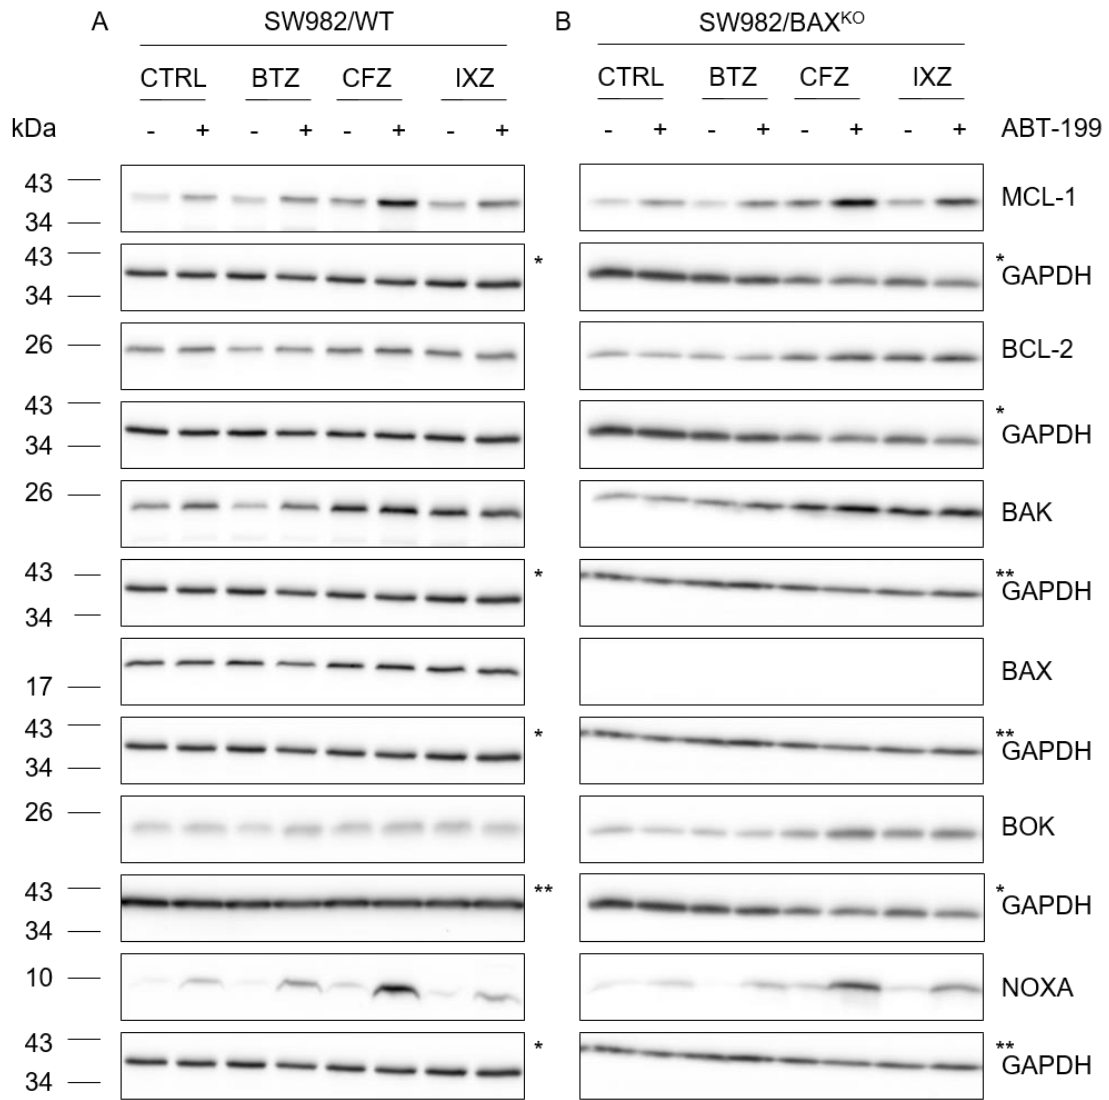 A SW982/WT B SW982/BAXKO
CTRL BTZ CFZ IXZ CTRL BTZ CFZ IXZ
kDa - + - + - + - + - + - + - + - + ABT-199
43
34 MCL-1
43 * *
34 GAPDH
26 BCL-2
43 *
34 GAPDH
26 BAK
43 * **
34 GAPDH
17 BAX
43 * **
34 GAPDH
26 BOK
43 ** *
34 GAPDH
10 NOXA
43 * **
34 GAPDH